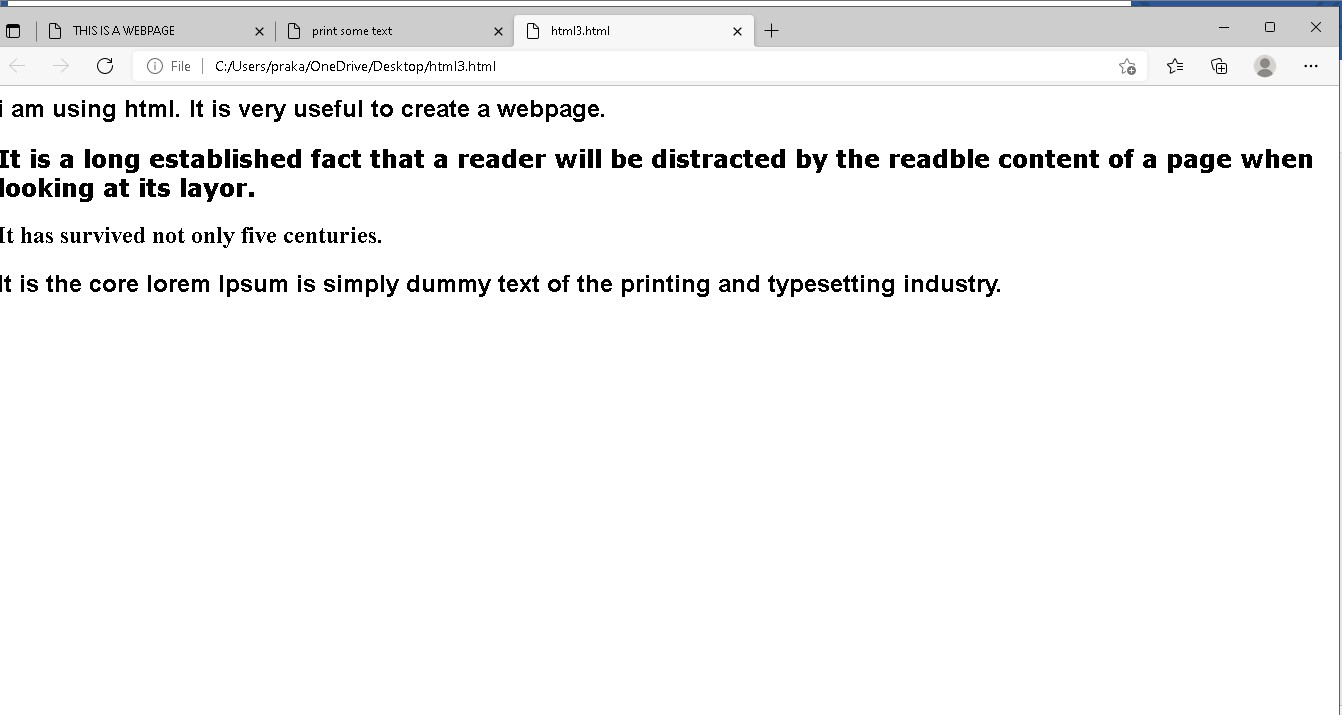 THIS IS A WEBPAGE
print some text
html3.html
File
C:/Users/praka/OneDrive/Desktop/html3.html
i am using html. It is very useful to create a webpage.
It is a long established fact that a reader will be distracted by the readble content of a page when
looking at its layor.
It has survived not only five centuries.
It is the core lorem Ipsum is simply dummy text of the printing and typesetting industry.